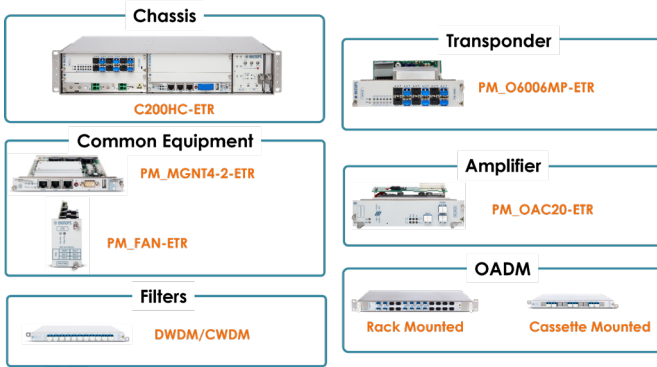 Chassis
C200HC-ETR
Common Equipment
PM_MGNT4-2-ETR
PM_FAN-ETR
Filters
DWDM/CWDM
Transponder
PM_O6006MP-ETR
Amplifier
PM_OAC20-ETR
OADM
Rack Mounted
Cassette Mounted